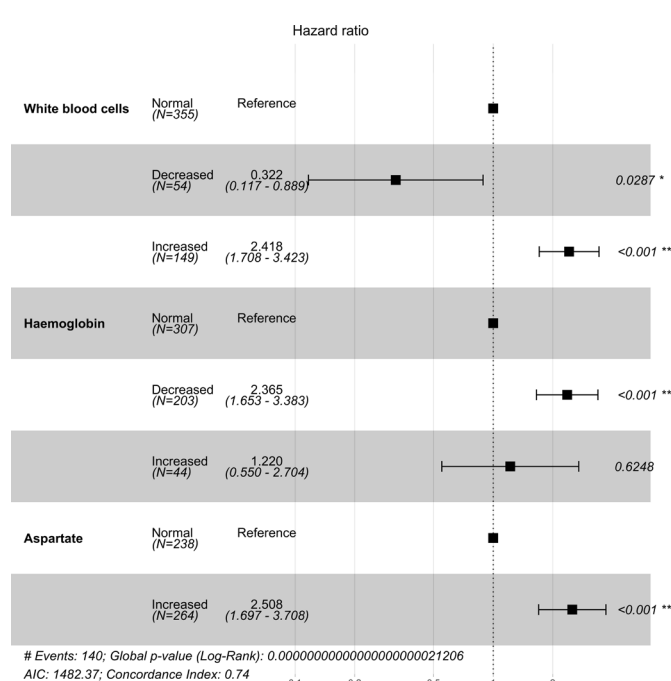 Hazard ratio
White blood cells Normal Reference
(N=355)
Decreased 0.322 0.0287 *
(N=54) (0.117 - 0.889)
Increased 2.418 <0.001 **
(N=149) (1.708 - 3.423)
Haemoglobin Normal Reference
(N=307)
Decreased 2.365 <0.001 **
(N=203) (1.653 - 3.383)
Increased 1.220 0.6248
(N=44) (0.550 - 2.704)
Aspartate Normal Reference
(N=238)
Increased 2.508 <0.001 **
(N=264) (1.697 - 3.708)
# Events: 140; Global p-value (Log-Rank): 0.000000000000000000000021206
AIC: 1482.37; Concordance Index: 0.74